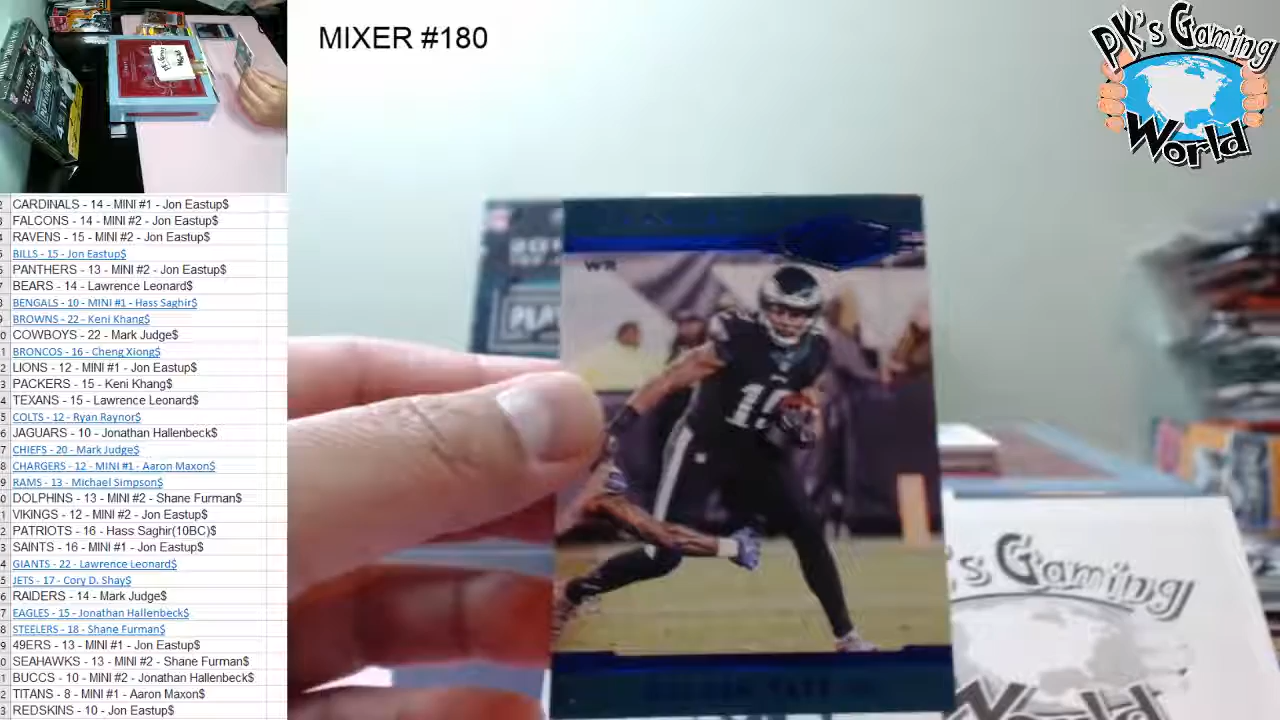 MIXER #180
PK's Gaming
World
CARDINALS - 14 - MINI #1 - Jon Eastup$
FALCONS - 14 - MINI #2 - Jon Eastup$
RAVENS - 15 - MINI #2 - Jon Eastup$
BILLS - 15 - Jon Eastup$
PANTHERS - 13 - MINI #2 - Jon Eastup$
BEARS - 14 - Lawrence Leonard$
BENGALS - 10 - MINI #1 - Hass Saghir$
BROWNS - 22 - Keni Khang$
COWBOYS - 22 - Mark Judge$
BRONCOS - 16 - Cheng Xiong$
LIONS - 12 - MINI #1 - Jon Eastup$
PACKERS - 15 - Keni Khang$
TEXANS - 15 - Lawrence Leonard$
COLTS - 12 - Ryan Raynor$
JAGUARS - 10 - Jonathan Hallenbeck$
CHIEFS - 20 - Mark Judge$
CHARGERS - 12 - MINI #1 - Aaron Maxon$
RAMS - 13 - Michael Simpson$
DOLPHINS - 13 - MINI #2 - Shane Furman$
VIKINGS - 12 - MINI #2 - Jon Eastup$
PATRIOTS - 16 - Hass Saghir(10BC)$
SAINTS - 16 - MINI #1 - Jon Eastup$
GIANTS - 22 - Lawrence Leonard$
JETS - 17 - Cory D. Shay$
RAIDERS - 14 - Mark Judge$
EAGLES - 15 - Jonathan Hallenbeck$
STEELERS - 18 - Shane Furman$
49ERS - 13 - MINI #1 - Jon Eastup$
SEAHAWKS - 13 - MINI #2 - Shane Furman$
BUCCS - 10 - MINI #2 - Jonathan Hallenbeck$
TITANS - 8 - MINI #1 - Aaron Maxon$
REDSKINS - 10 - Jon Eastup$
WR
's Gaming
World